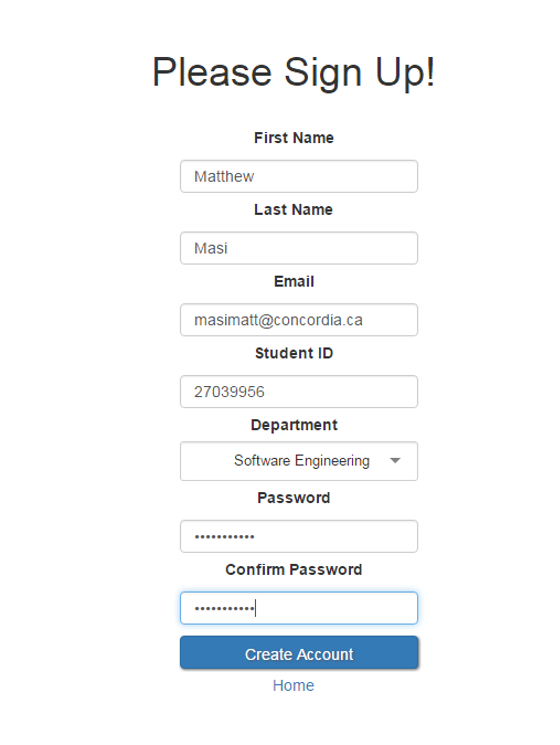 Please Sign Up!
First Name
Matthew
Last Name
Masi
Email
masimatt@concordia.ca
Student ID
27039956
Department
Software Engineering
Password
•••••••••••
Confirm Password
•••••••••••
Create Account
Home